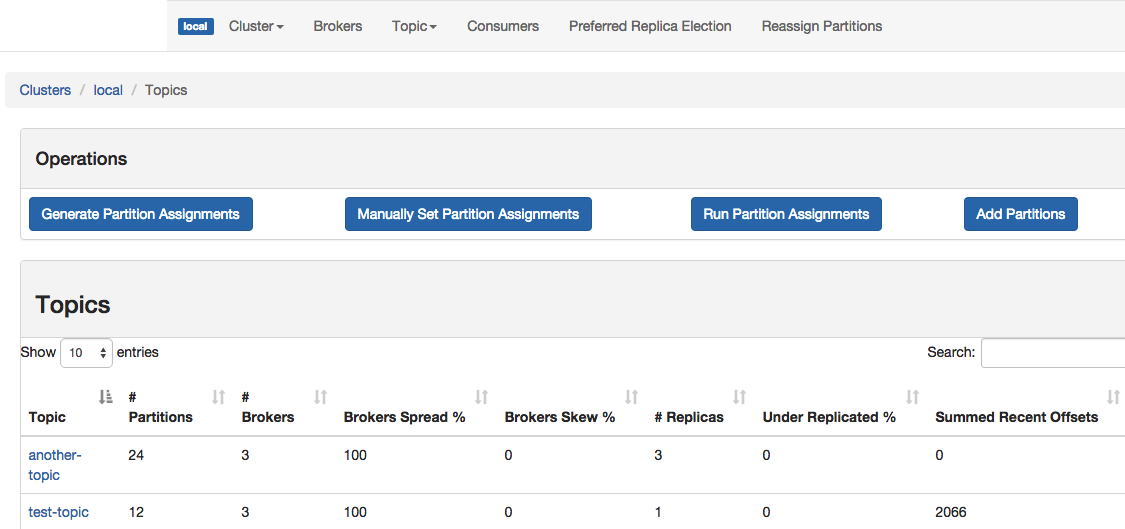 local Cluster Brokers Topic Consumers Preferred Replica Election Reassign Partitions
Clusters / local / Topics
Operations
Generate Partition Assignments Manually Set Partition Assignments Run Partition Assignments Add Partitions
Topics
Show 10 entries Search:
# #
Topic Partitions Brokers Brokers Spread % Brokers Skew % # Replicas Under Replicated % Summed Recent Offsets
another- 24 3 100 0 3 0 0
topic
test-topic 12 3 100 0 1 0 2066